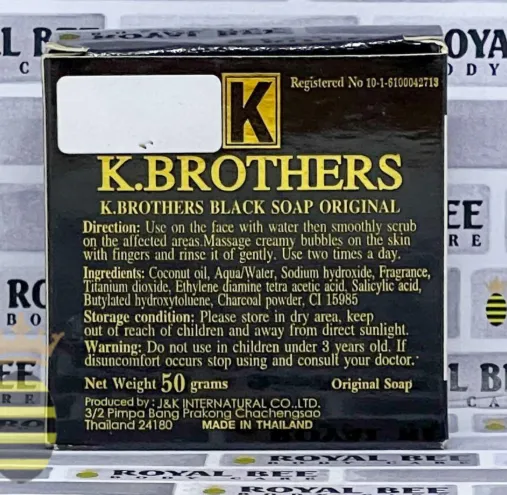 Registered No 10-1-6100042713
K
K.BROTHERS
K.BROTHERS BLACK SOAP ORIGINAL
Direction: Use on the face with water then smoothly scrub
on the affected areas.Massage creamy bubbles on the skin
with fingers and rinse it of gently. Use two times a day.
Ingredients: Coconut oil, Aqua/Water, Sodium hydroxide, Fragrance,
Titanium dioxide, Ethylene diamine tetra acetic acid, Salicylic acid,
Butylated hydroxytoluene, Charcoal powder, CI 15985
Storage condition: Please store in dry area, keep
out of reach of children and away from direct sunlight.
Warning: Do not use in children under 3 years old. If
disuncomfort occurs stop using and consult your doctor.
Net Weight 50 grams
Original Soap
Produced by : J&K INTERNATURAL CO.,LTD.
3/2 Pimpa Bang Prakong Chachengsao
Thailand 24180 MADE IN THAILAND
ROYAL BEE
BODY CARE